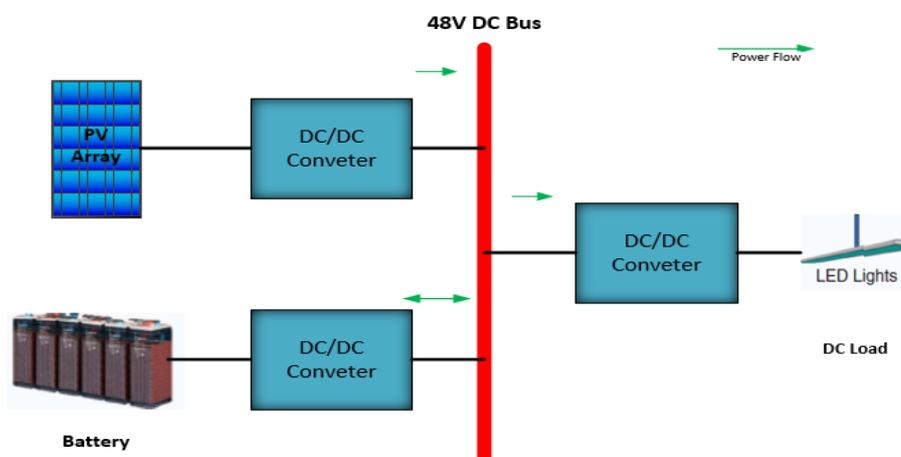 48V DC Bus
Power Flow
PV
Array
DC/DC
Conveter
DC/DC
Conveter
LED Lights
DC/DC
Conveter
DC Load
Battery